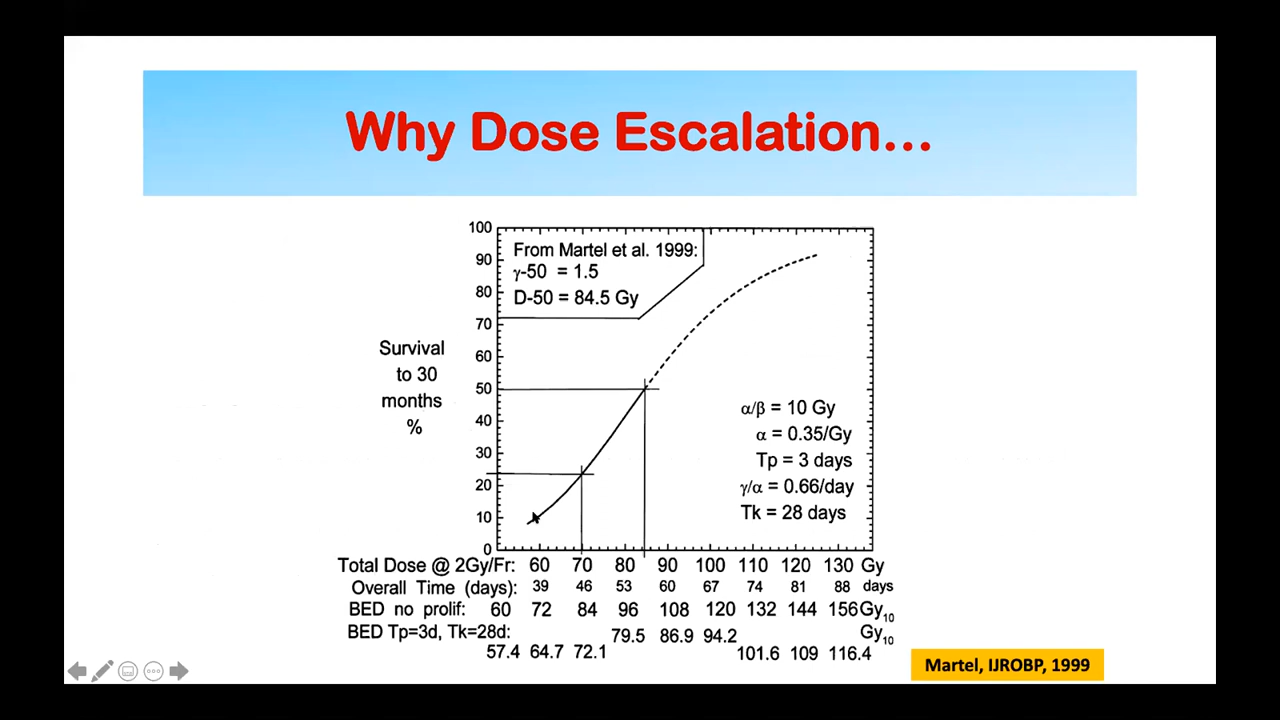 Why Dose Escalation...
From Martel et al. 1999:
γ-50 = 1.5
D-50 = 84.5 Gy
Survival
to 30
months
%
100
90
80
70
60
50
40
30
20
10
0
α/β = 10 Gy
α = 0.35/Gy
Tp = 3 days
γ/α = 0.66/day
Tk = 28 days
Total Dose @ 2Gy/Fr: 60 70 80 90 100 110 120 130 Gy
Overall Time (days): 39 46 53 60 67 74 81 88 days
BED no prolif: 60 72 84 96 108 120 132 144 156 Gy10
BED Tp=3d, Tk=28d: 79.5 86.9 94.2 Gy10
57.4 64.7 72.1 101.6 109 116.4
Martel, IJROBP, 1999